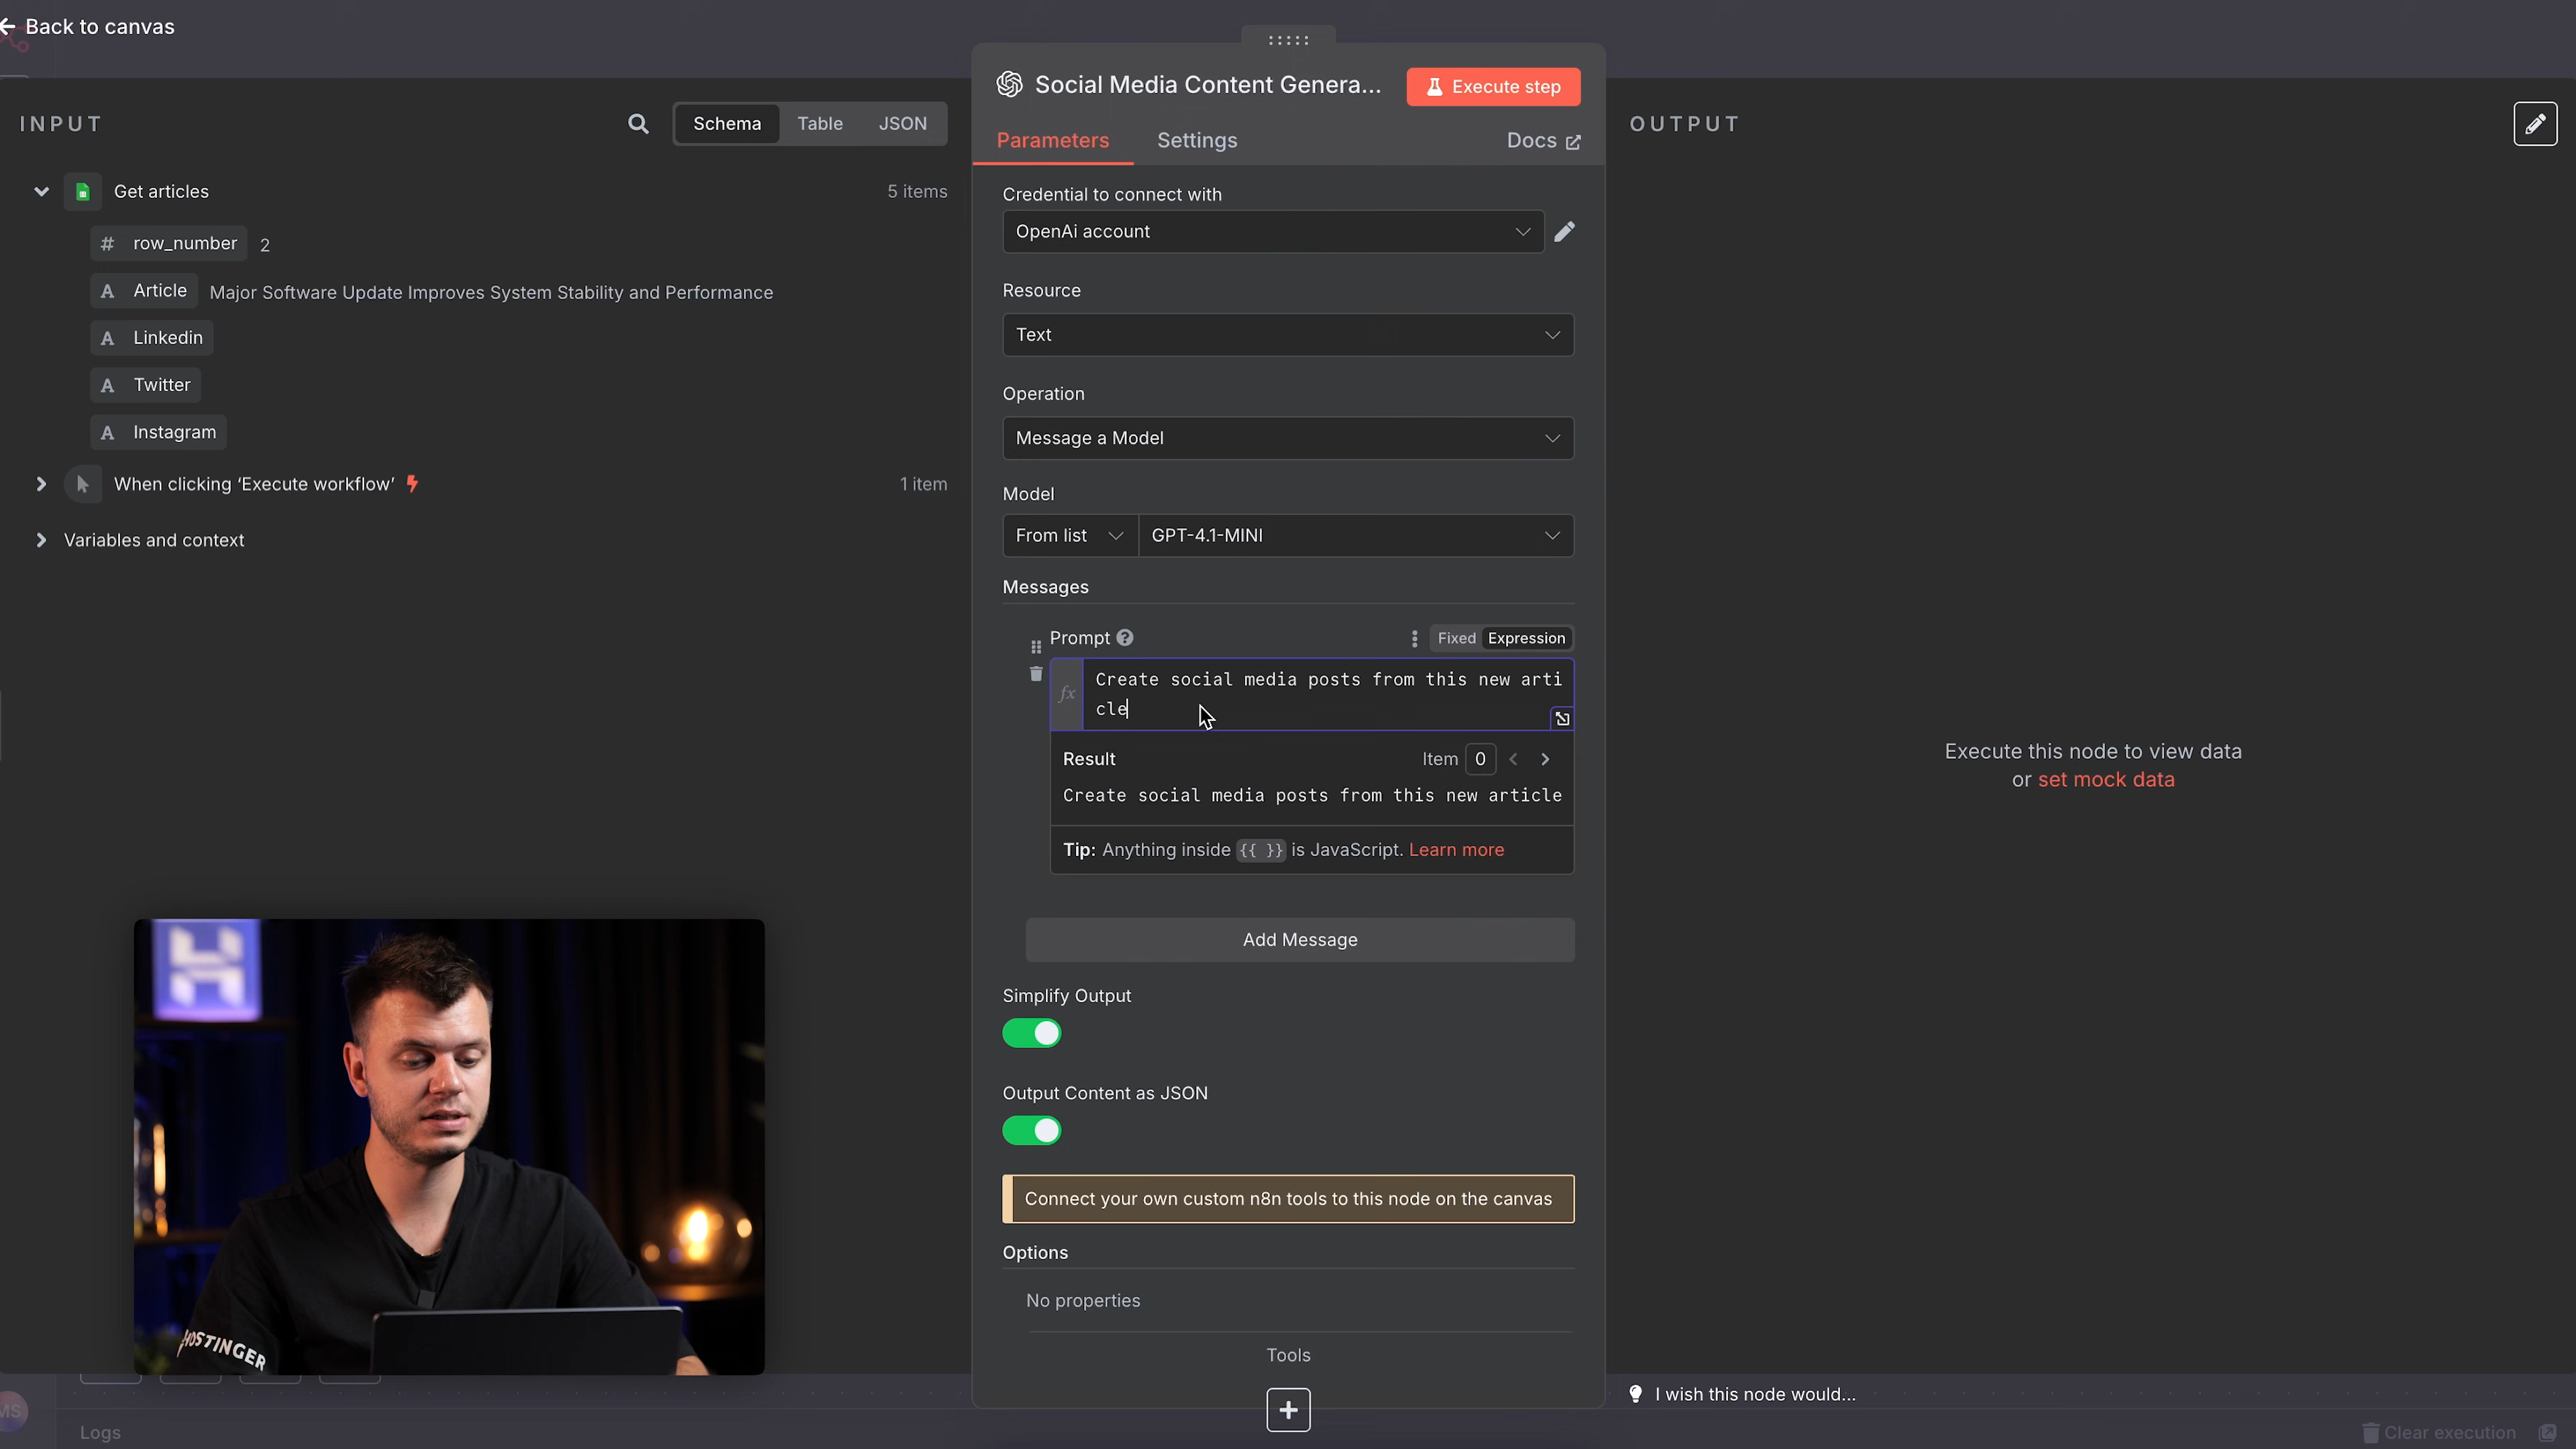 Back to canvas
INPUT
Schema
Table
JSON
Get articles
5 items
# row_number 2
A Article Major Software Update Improves System Stability and Performance
A Linkedin
A Twitter
A Instagram
When clicking ‘Execute workflow’
1 item
Variables and context
HOSTINGER
Social Media Content Genera...
Execute step
Parameters
Settings
Docs
Credential to connect with
OpenAi account
Resource
Text
Operation
Message a Model
Model
From list
GPT-4.1-MINI
Messages
Prompt
Fixed
Expression
fx
Create social media posts from this new arti
cle
Result
Item 0
Create social media posts from this new article
Tip: Anything inside {{ }} is JavaScript. Learn more
Add Message
Simplify Output
Output Content as JSON
Connect your own custom n8n tools to this node on the canvas
Options
No properties
Tools
OUTPUT
Execute this node to view data
or set mock data
I wish this node would...
MS
Logs
Clear execution